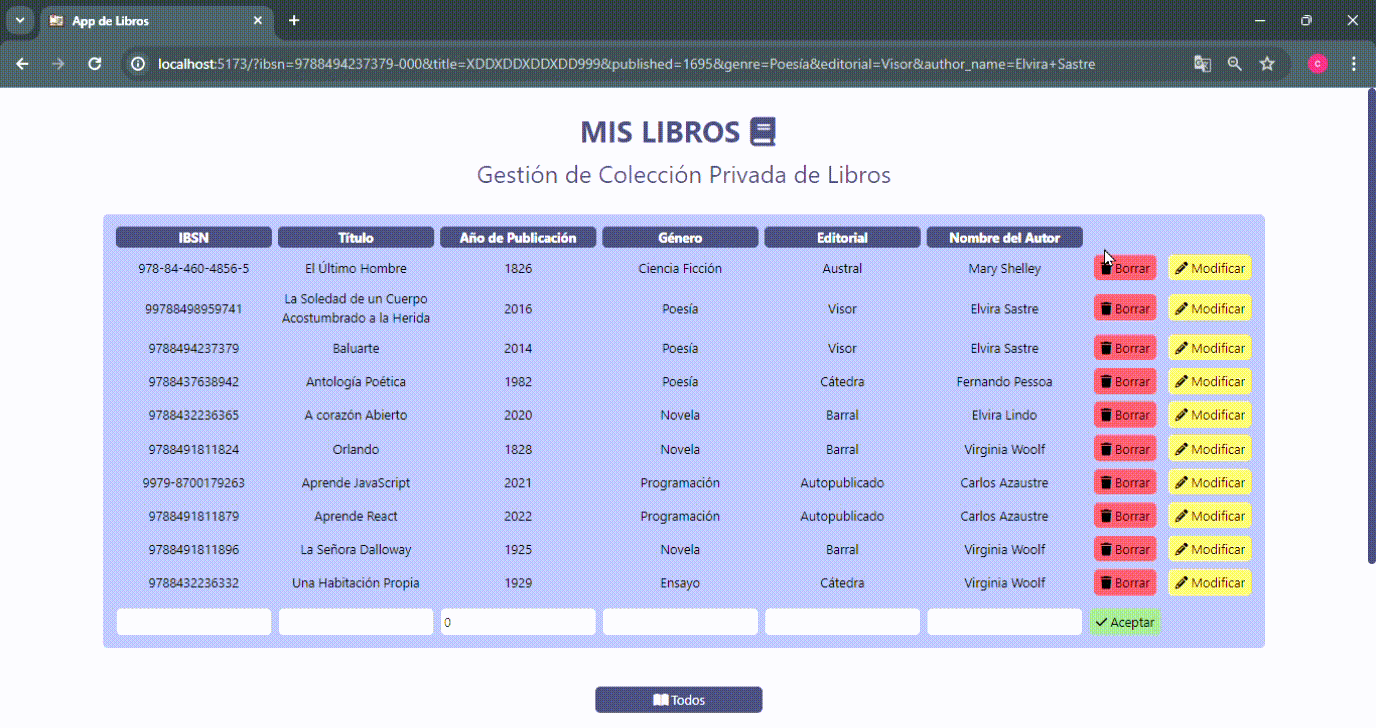 App de Libros
localhost:5173/?ibsn=9788494237379-000&title=XDDXDDXDDXDD999&published=1695&genre=Poesía&editorial=Visor&author_name=Elvira+Sastre
c
MIS LIBROS
Gestión de Colección Privada de Libros
IBSN Título Año de Publicación Género Editorial Nombre del Autor
978-84-460-4856-5 El Último Hombre 1826 Ciencia Ficción Austral Mary Shelley Borrar Modificar
La Soledad de un Cuerpo
99788498959741 Acostumbrado a la Herida 2016 Poesía Visor Elvira Sastre Borrar Modificar
9788494237379 Baluarte 2014 Poesía Visor Elvira Sastre Borrar Modificar
9788437638942 Antología Poética 1982 Poesía Cátedra Fernando Pessoa Borrar Modificar
9788432236365 A corazón Abierto 2020 Novela Barral Elvira Lindo Borrar Modificar
9788491811824 Orlando 1828 Novela Barral Virginia Woolf Borrar Modificar
9979-8700179263 Aprende JavaScript 2021 Programación Autopublicado Carlos Azaustre Borrar Modificar
9788491811879 Aprende React 2022 Programación Autopublicado Carlos Azaustre Borrar Modificar
9788491811896 La Señora Dalloway 1925 Novela Barral Virginia Woolf Borrar Modificar
9788432236332 Una Habitación Propia 1929 Ensayo Cátedra Virginia Woolf Borrar Modificar
0 Aceptar
Todos